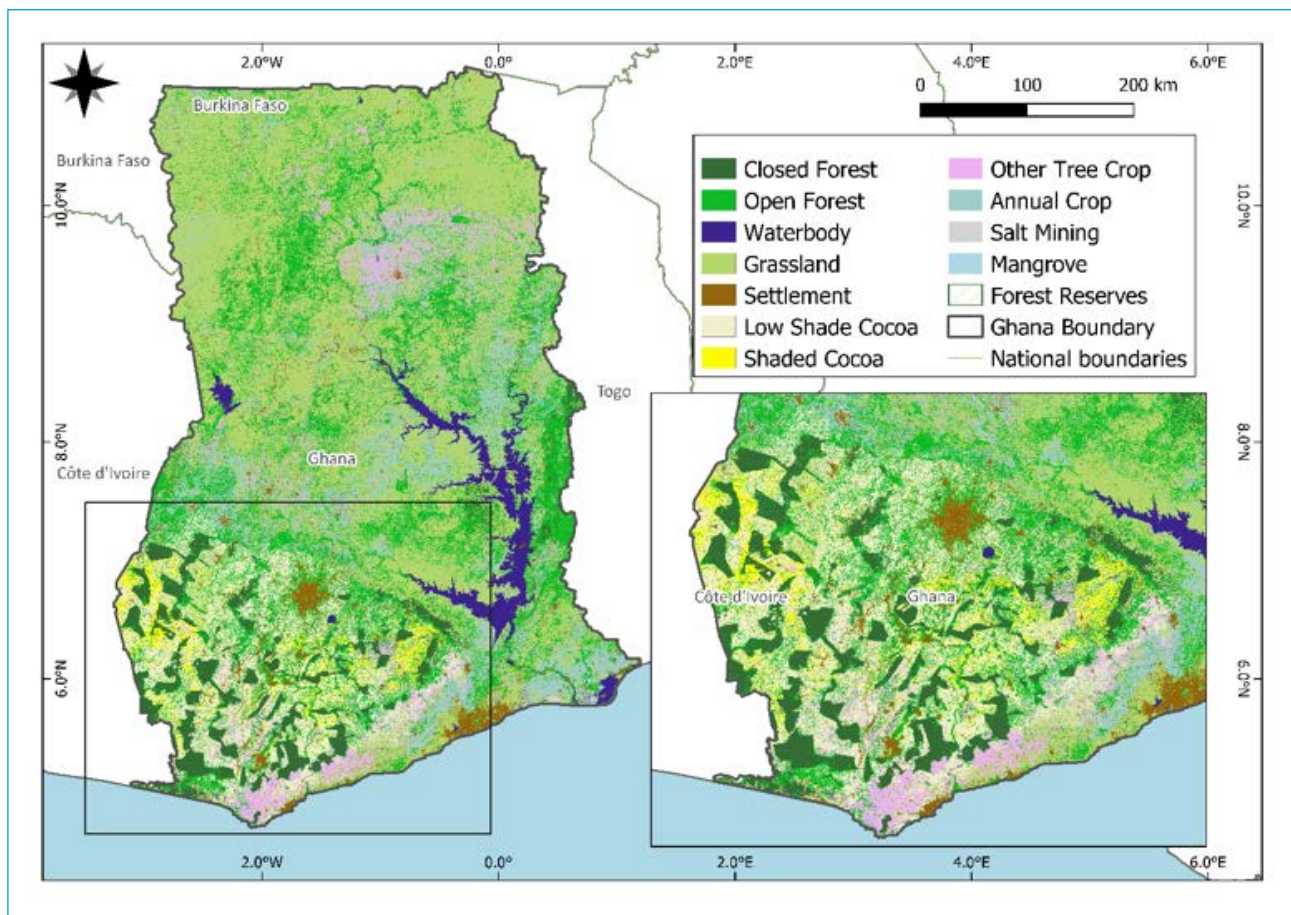 2.0°W
0.0°
2.0°E
4.0°E
6.0°E
0
100
200 km
Burkina Faso
Burkina Faso
10.0°N
10.0°N
Closed Forest
Open Forest
Waterbody
Grassland
Settlement
Low Shade Cocoa
Shaded Cocoa
Other Tree Crop
Annual Crop
Salt Mining
Mangrove
Forest Reserves
Ghana Boundary
National boundaries
Togo
8.0°N
8.0°N
Ghana
Côte d'Ivoire
Côte d'Ivoire
Ghana
6.0°N
6.0°N
2.0°W
0.0°
2.0°E
4.0°E
6.0°E